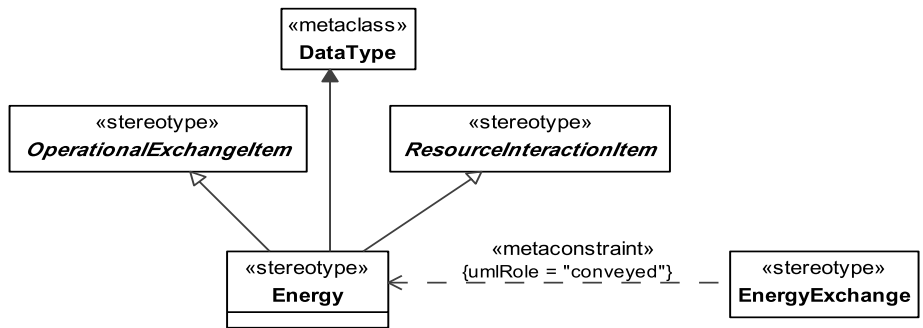 «metaclass»
DataType
«stereotype»
OperationalExchangeItem
«stereotype»
ResourceInteractionItem
«stereotype»
Energy
«metaconstraint»
{umlRole = "conveyed"}
«stereotype»
EnergyExchange